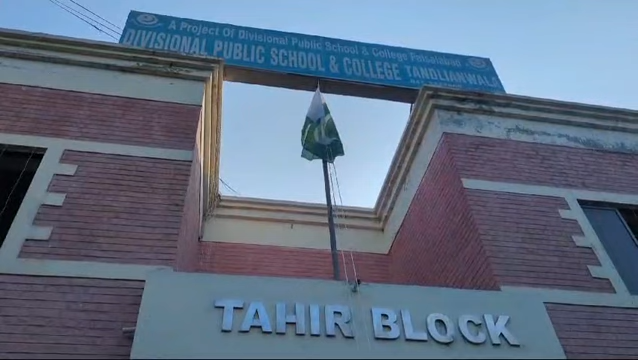 A Project Of Divisional Public School & College Faisalabad
DIVISIONAL PUBLIC SCHOOL & COLLEGE TANDLIANWALA
TAHIR BLOCK